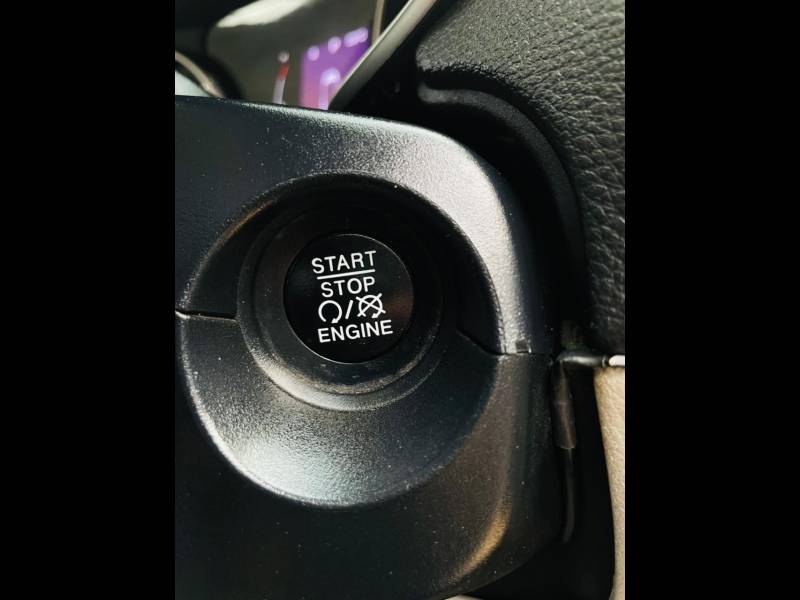 START
STOP
/
ENGINE